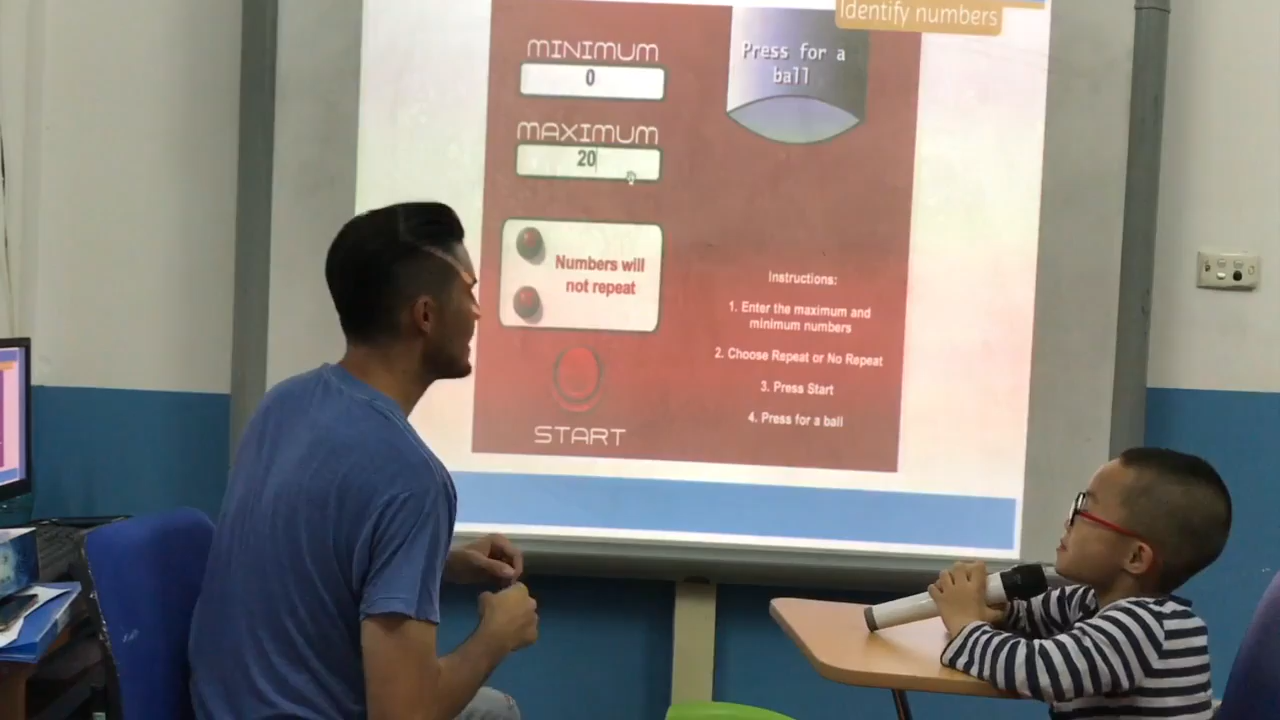 Identify numbers
MINIMUM
0
MAXIMUM
20
Numbers will
not repeat
START
Press for a
ball
Instructions:
1. Enter the maximum and
minimum numbers
2. Choose Repeat or No Repeat
3. Press Start
4. Press for a ball